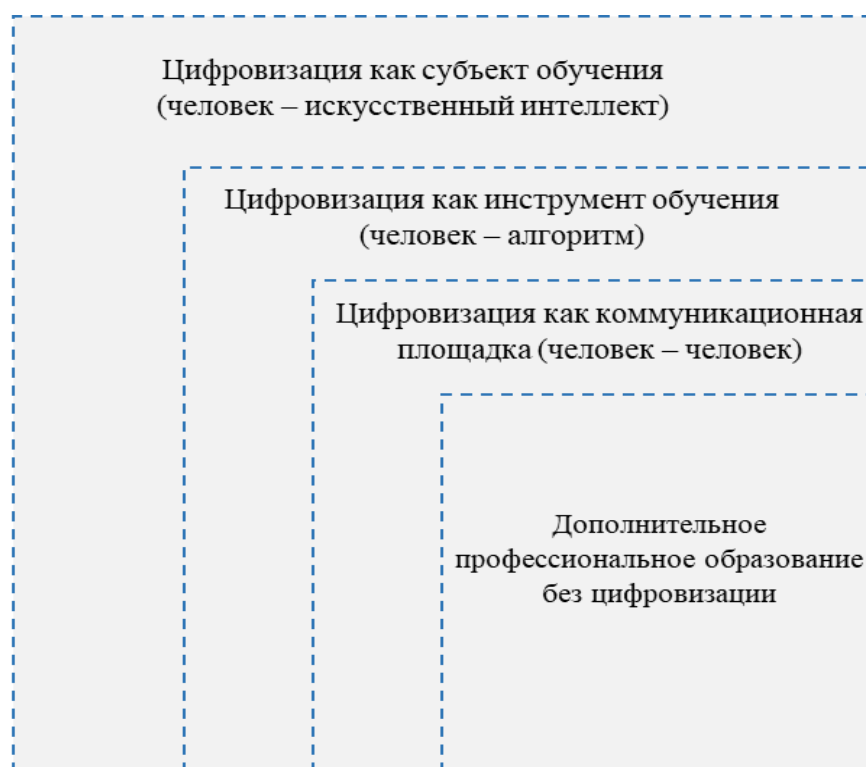 Цифровизация как субъект обучения
(человек – искусственный интеллект)
Цифровизация как инструмент обучения
(человек – алгоритм)
Цифровизация как коммуникационная
площадка (человек – человек)
Дополнительное
профессиональное образование
без цифровизации